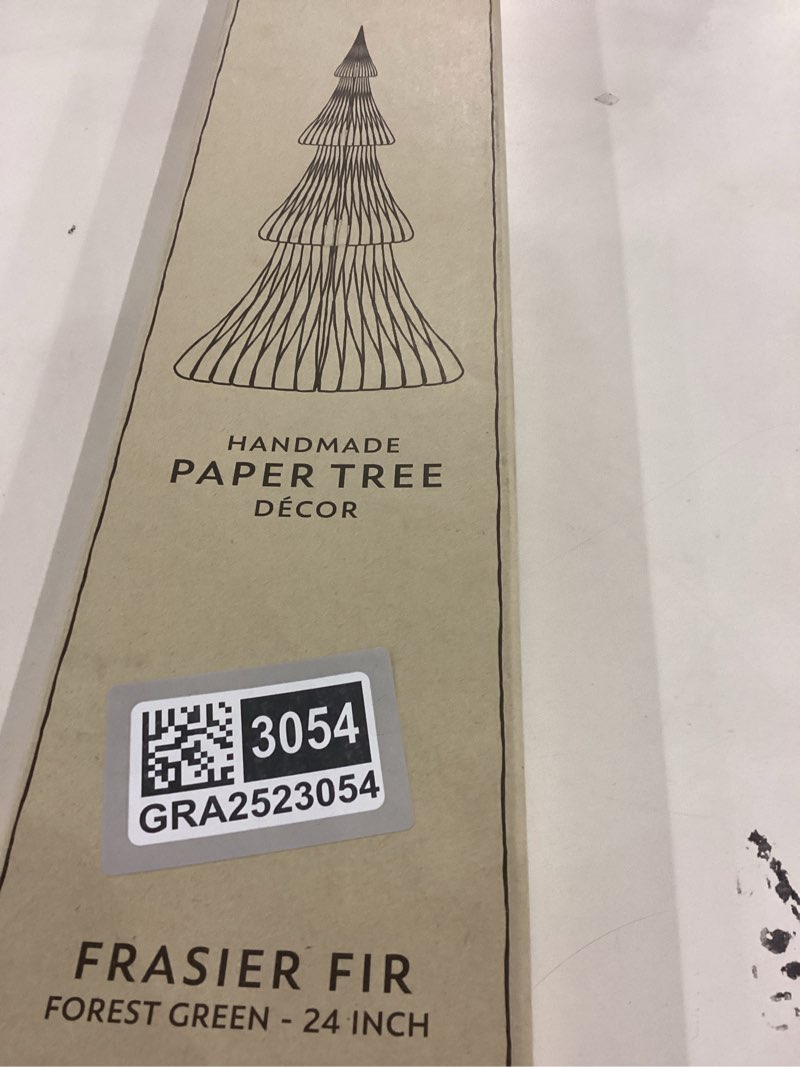 HANDMADE
PAPER TREE
DÉCOR
3054
GRA2523054
FRASIER FIR
FOREST GREEN - 24 INCH